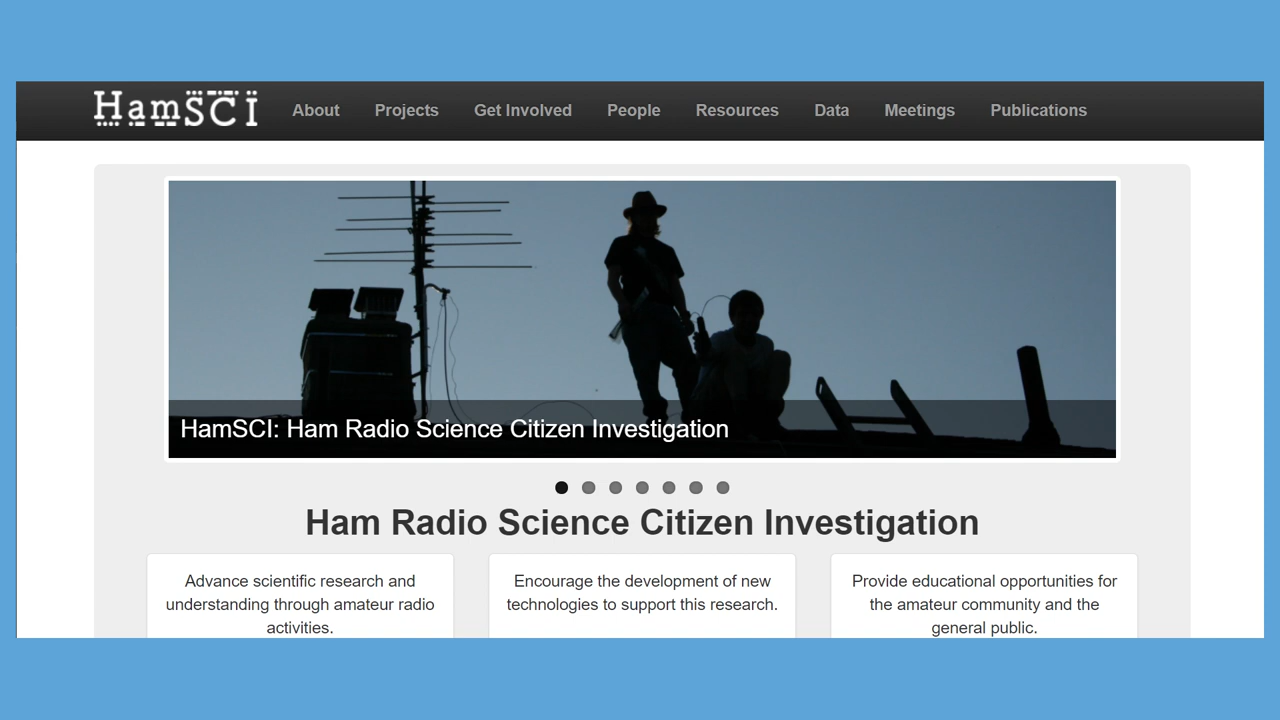 HamSCI About Projects Get Involved People Resources Data Meetings Publications
HamSCI: Ham Radio Science Citizen Investigation
Ham Radio Science Citizen Investigation
Advance scientific research and
understanding through amateur radio
activities.
Encourage the development of new
technologies to support this research.
Provide educational opportunities for
the amateur community and the
general public.